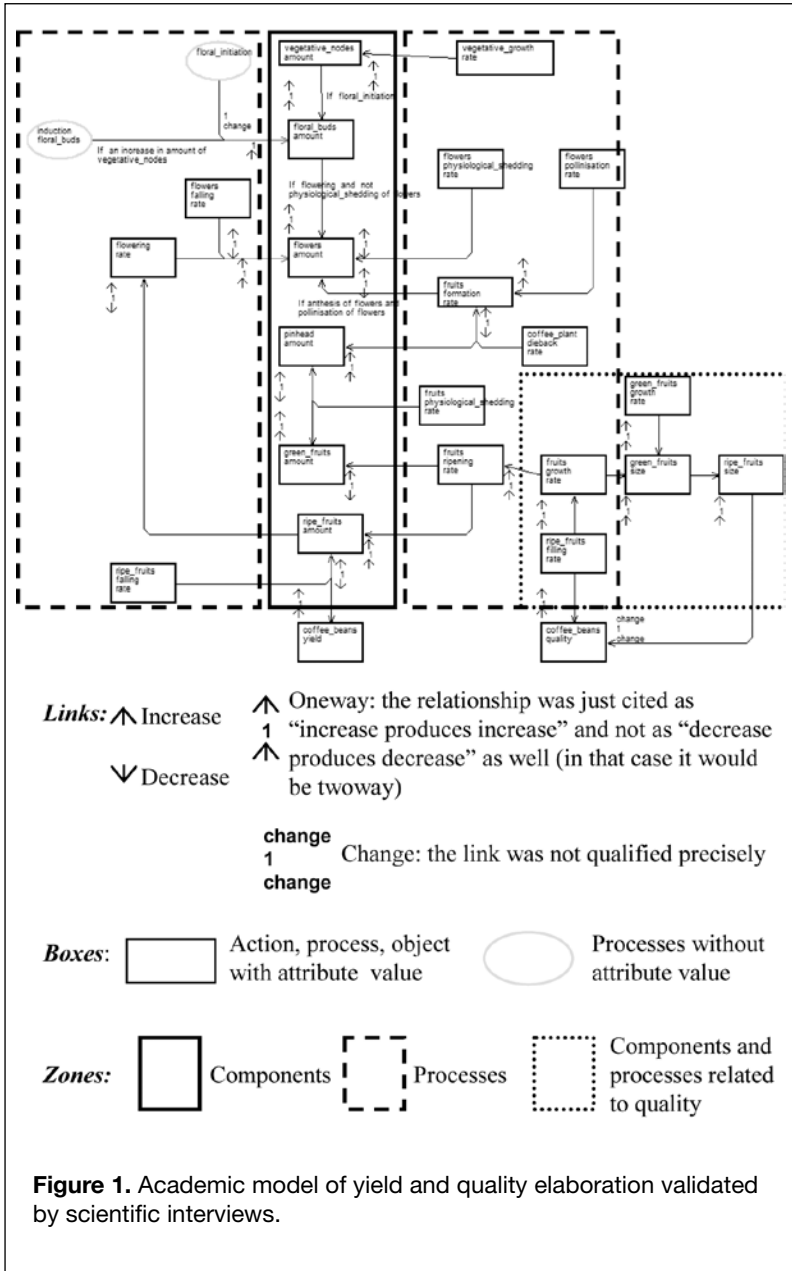 floral_initiation
vegetative_nodes
amount
vegetative_growth
rate
1
If floral_initiation
1
change
induction
floral_buds
If an increase in amount of
vegetative_nodes
1
floral_buds
amount
flowers
physiological_shedding
rate
flowers
pollinisation
rate
If flowering and not
physiological_shedding of flowers
flowers
falling
rate
flowering
rate
flowers
amount
fruits
formation
rate
If anthesis of flowers and
pollinisation of flowers
pinhead
amount
coffee_plant
dieback
rate
fruits
physiological_shedding
rate
green_fruits
growth
rate
green_fruits
amount
fruits
ripening
rate
fruits
growth
rate
green_fruits
size
ripe_fruits
size
ripe_fruits
amount
ripe_fruits
filling
rate
ripe_fruits
falling
rate
coffee_beans
yield
coffee_beans
quality
change
1
change
Links: Increase
Decrease
1
Oneway: the relationship was just cited as
“increase produces increase” and not as “decrease
produces decrease” as well (in that case it would
be twoway)
change
1
change
Change: the link was not qualified precisely
Boxes:
Action, process, object
with attribute value
Processes without
attribute value
Zones:
Components
Processes
Components and
processes related
to quality
Figure 1. Academic model of yield and quality elaboration validated
by scientific interviews.